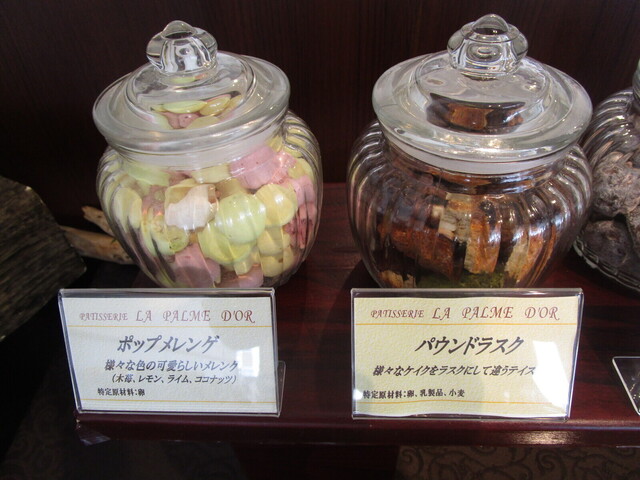 PATISSERIE LA PALME D'OR
ポップメレンゲ
様々な色の可愛らしいメレンゲ
(木苺、レモン、ライム、ココナッツ)
特定原材料:卵
PATISSERIE LA PALME D'OR
パウンドラスク
様々なケイクをラスクにして違うテイス
特定原材料:卵、乳製品、小麦